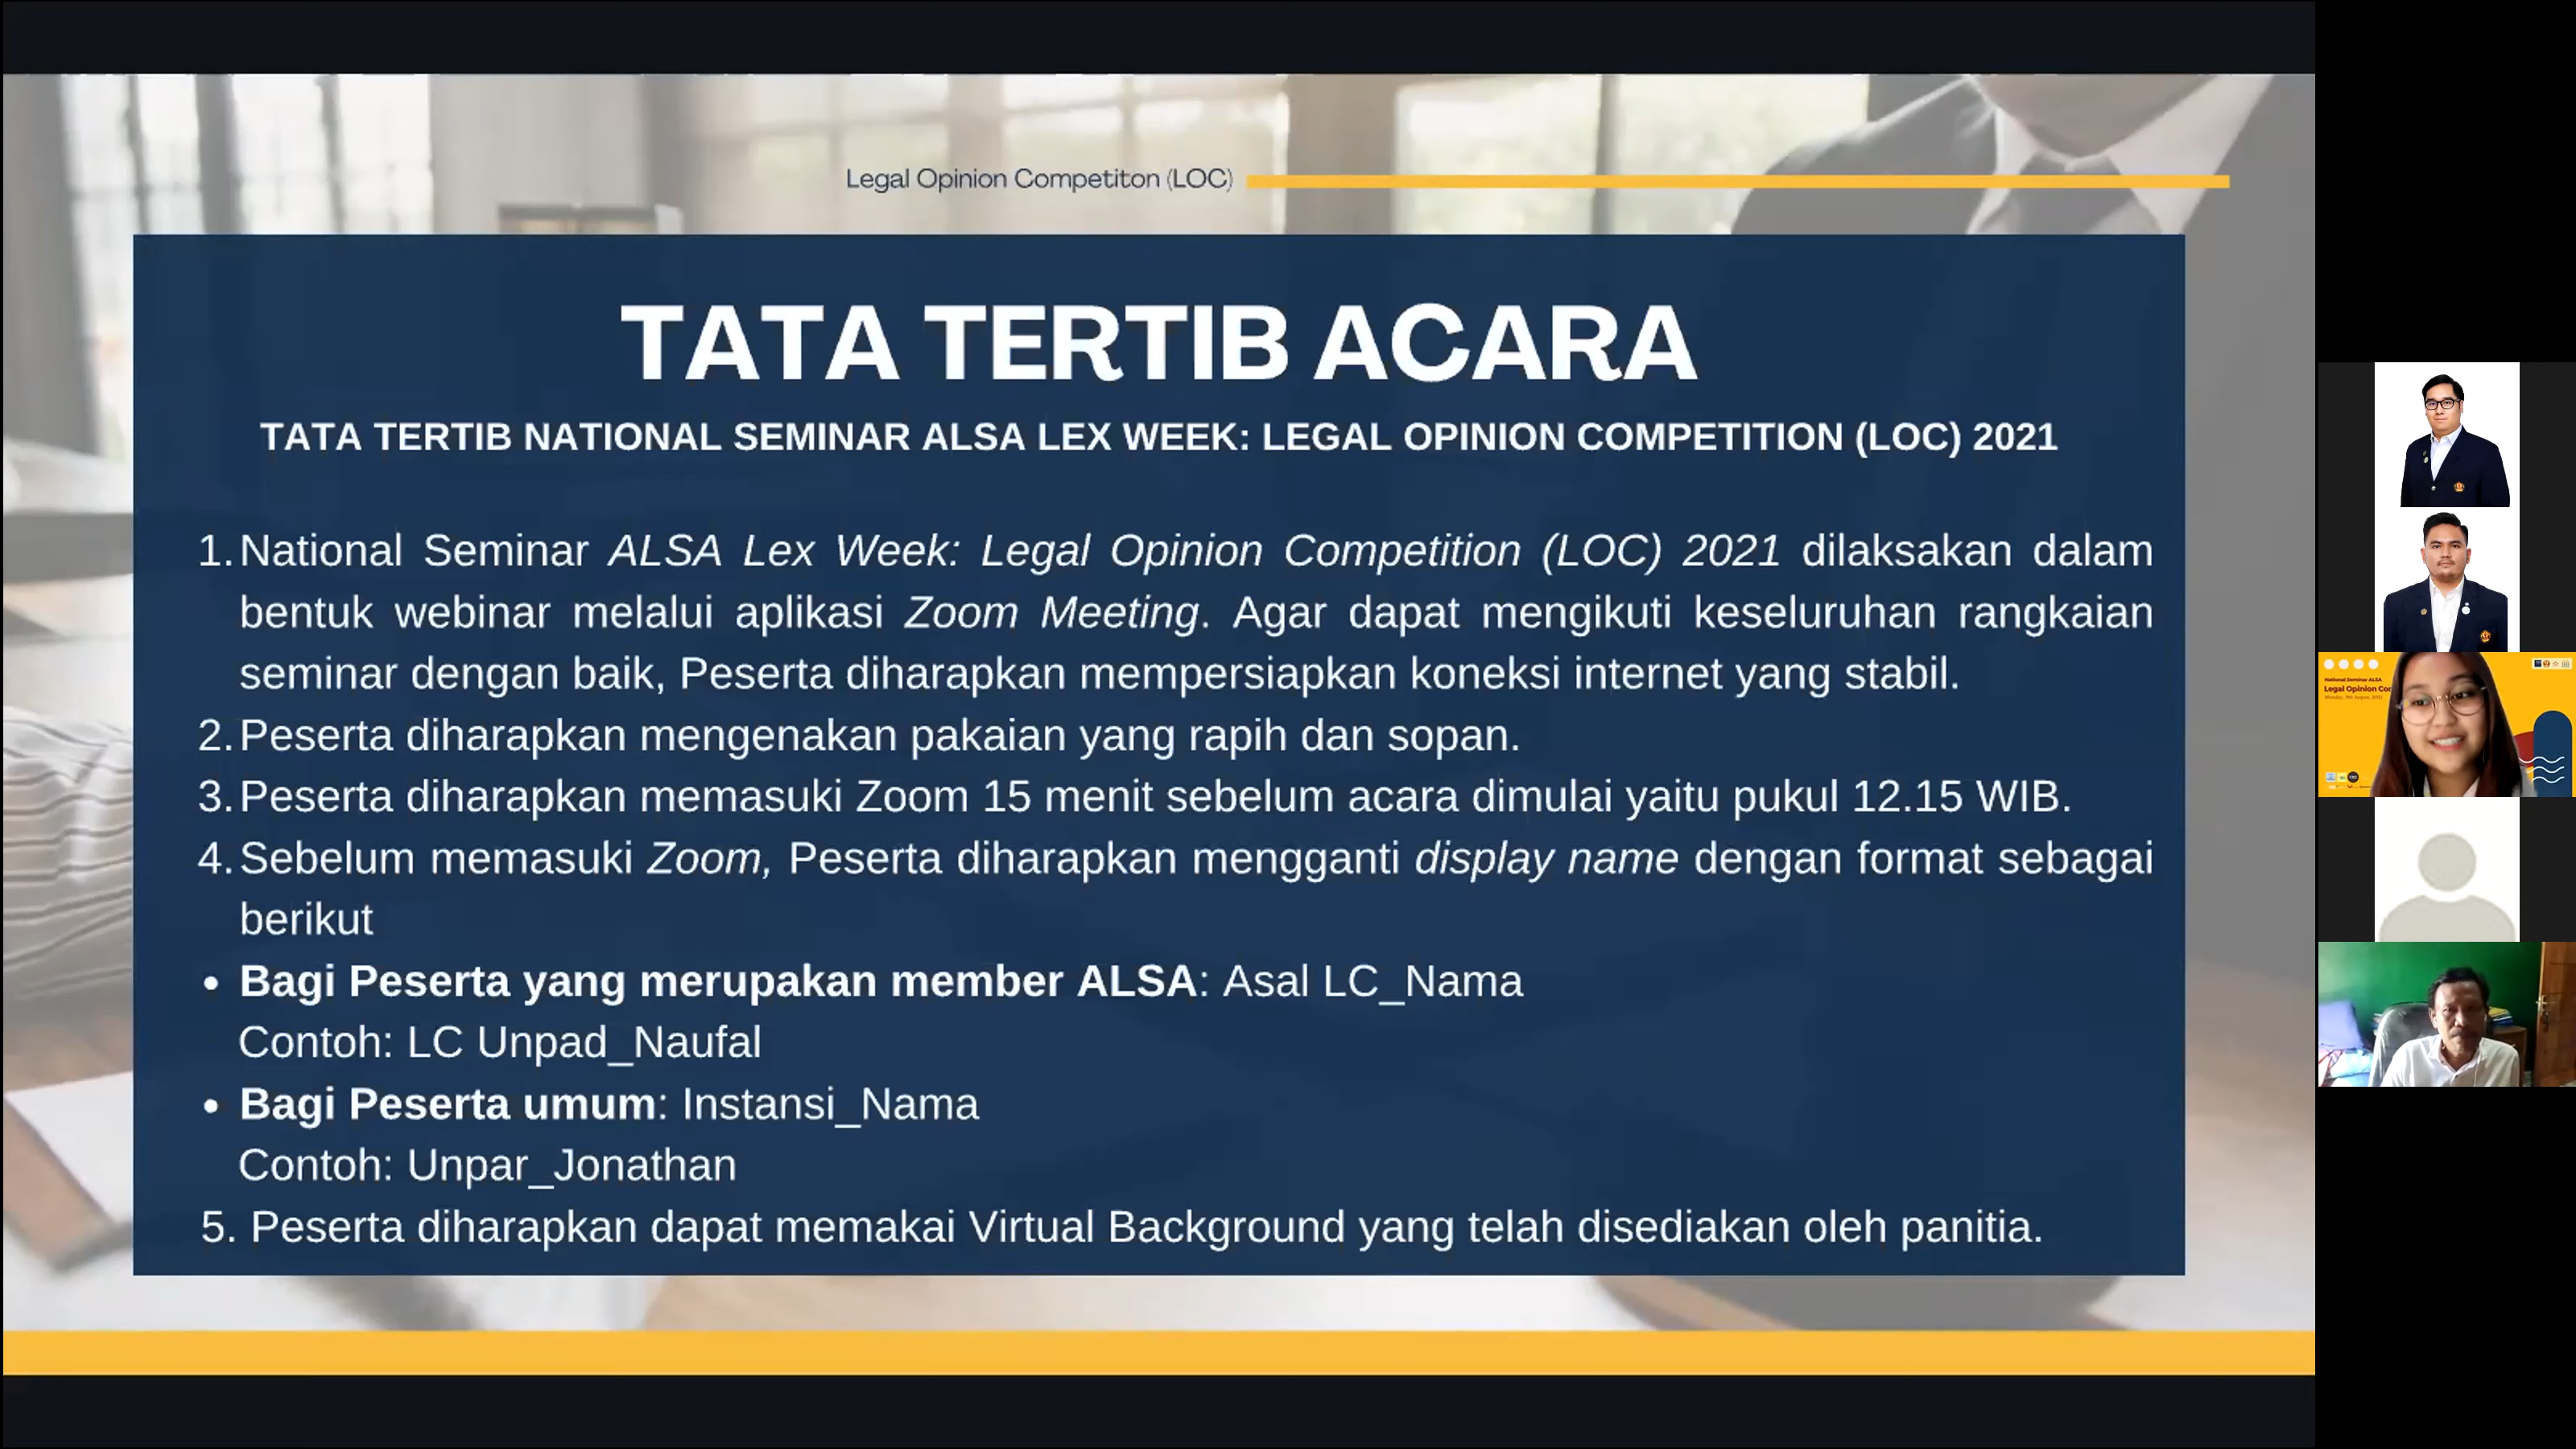 Legal Opinion Competiton (LOC)
TATA TERTIB ACARA
TATA TERTIB NATIONAL SEMINAR ALSA LEX WEEK: LEGAL OPINION COMPETITION (LOC) 2021
1. National Seminar ALSA Lex Week: Legal Opinion Competition (LOC) 2021 dilaksakan dalam
bentuk webinar melalui aplikasi Zoom Meeting. Agar dapat mengikuti keseluruhan rangkaian
seminar dengan baik, Peserta diharapkan mempersiapkan koneksi internet yang stabil.
2. Peserta diharapkan mengenakan pakaian yang rapih dan sopan.
3. Peserta diharapkan memasuki Zoom 15 menit sebelum acara dimulai yaitu pukul 12.15 WIB.
4. Sebelum memasuki Zoom, Peserta diharapkan mengganti display name dengan format sebagai
berikut
• Bagi Peserta yang merupakan member ALSA: Asal LC_Nama
Contoh: LC Unpad_Naufal
• Bagi Peserta umum: Instansi_Nama
Contoh: Unpar_Jonathan
5. Peserta diharapkan dapat memakai Virtual Background yang telah disediakan oleh panitia.
National Seminar ALSA
Legal Opinion